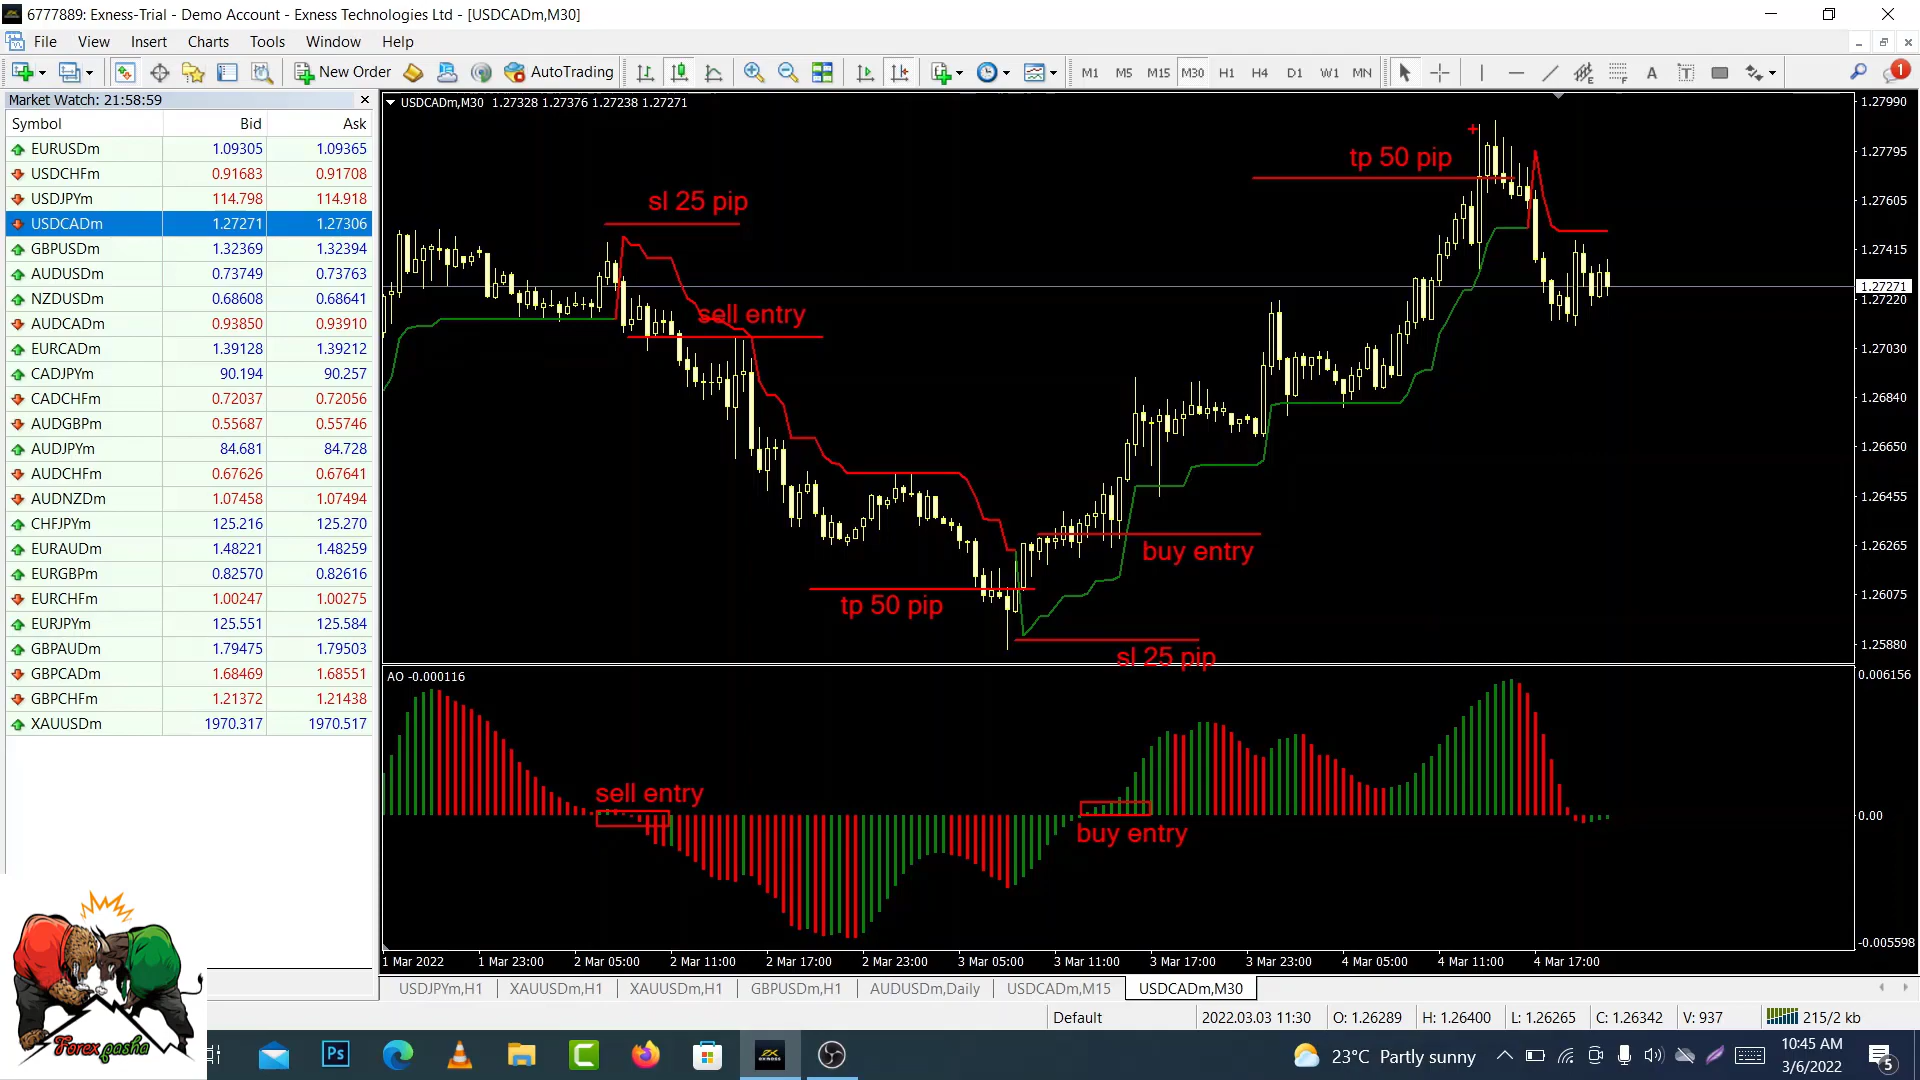 6777889: Exness-Trial - Demo Account - Exness Technologies Ltd - [USDCADm,M30]
File View Insert Charts Tools Window Help
New Order AutoTrading M1 M5 M15 M30 H1 H4 D1 W1 MN A T 1
Market Watch: 21:58:59
Symbol Bid Ask
EURUSDm 1.09305 1.09365
USDCHFm 0.91683 0.91708
USDJPYm 114.798 114.918
USDCADm 1.27271 1.27306
GBPUSDm 1.32369 1.32394
AUDUSDm 0.73749 0.73763
NZDUSDm 0.68608 0.68641
AUDCADm 0.93850 0.93910
EURCADm 1.39128 1.39212
CADJPYm 90.194 90.257
CADCHFm 0.72037 0.72056
AUDGBPm 0.55687 0.55746
AUDJPYm 84.681 84.728
AUDCHFm 0.67626 0.67641
AUDNZDm 1.07458 1.07494
CHFJPYm 125.216 125.270
EURAUDm 1.48221 1.48259
EURGBPm 0.82570 0.82616
EURCHFm 1.00247 1.00275
EURJPYm 125.551 125.584
GBPAUDm 1.79475 1.79503
GBPCADm 1.68469 1.68551
GBPCHFm 1.21372 1.21438
XAUUSDm 1970.317 1970.517
USDCADm,M30 1.27328 1.27376 1.27238 1.27271
tp 50 pip
sl 25 pip
sell entry
buy entry
tp 50 pip
sl 25 pip
1.27990
1.27795
1.27605
1.27415
1.27271
1.27220
1.27030
1.26840
1.26650
1.26455
1.26265
1.26075
1.25880
AO -0.000116
0.006156
sell entry
0.00
buy entry
-0.005598
1 Mar 2022 1 Mar 23:00 2 Mar 05:00 2 Mar 11:00 2 Mar 17:00 2 Mar 23:00 3 Mar 05:00 3 Mar 11:00 3 Mar 17:00 3 Mar 23:00 4 Mar 05:00 4 Mar 11:00 4 Mar 17:00
USDJPYm,H1 XAUUSDm,H1 XAUUSDm,H1 GBPUSDm,H1 AUDUSDm,Daily USDCADm,M15 USDCADm,M30
Default 2022.03.03 11:30 O: 1.26289 H: 1.26400 L: 1.26265 C: 1.26342 V: 937 215/2 kb
Forex pasha
Ps EXNESS 23°C Partly sunny 10:45 AM
3/6/2022 5